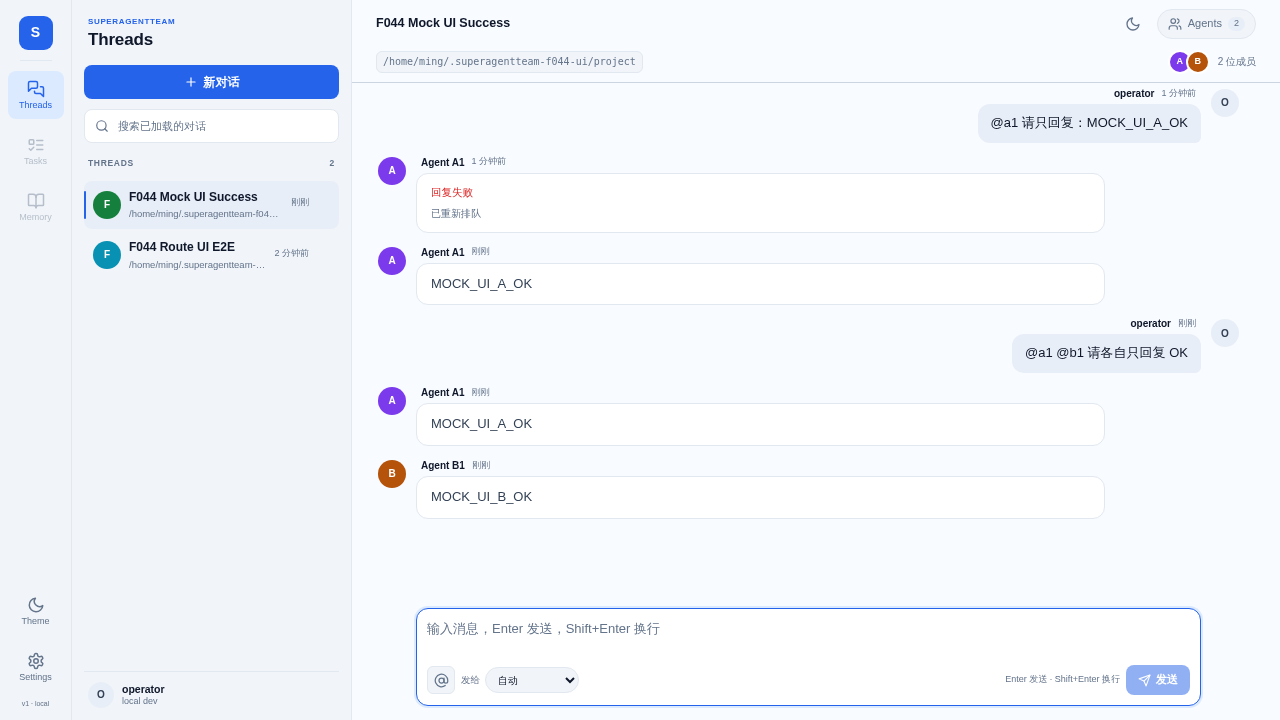 S
Threads
Tasks
Memory
Theme
Settings
v1 · local
SUPERAGENTTEAM
Threads
新对话
搜索已加载的对话
THREADS 2
F
F044 Mock UI Success
刚刚
/home/ming/.superagentteam-f04…
F
F044 Route UI E2E
2 分钟前
/home/ming/.superagentteam-…
O
operator
local dev
F044 Mock UI Success
Agents 2
/home/ming/.superagentteam-f044-ui/project
A B 2 位成员
operator 1 分钟前
O
@a1 请只回复：MOCK_UI_A_OK
A
Agent A1 1 分钟前
回复失败
已重新排队
A
Agent A1 刚刚
MOCK_UI_A_OK
operator 刚刚
O
@a1 @b1 请各自只回复 OK
A
Agent A1 刚刚
MOCK_UI_A_OK
B
Agent B1 刚刚
MOCK_UI_B_OK
输入消息，Enter 发送，Shift+Enter 换行
发给 自动
Enter 发送 · Shift+Enter 换行
发送